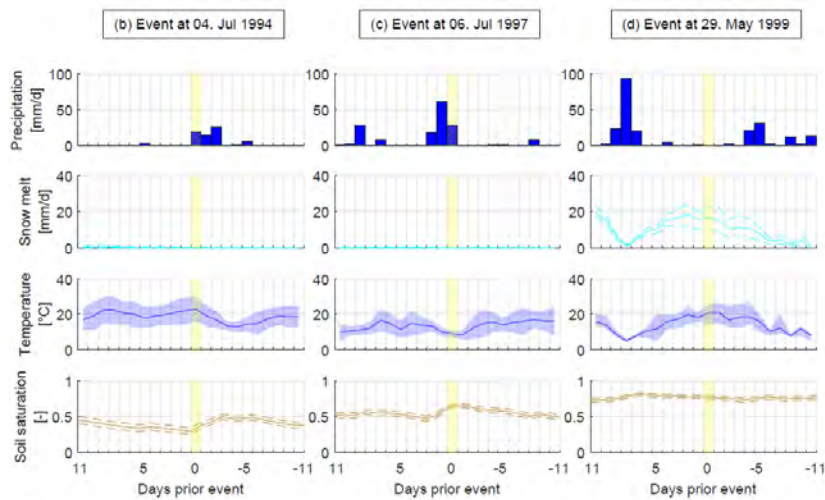 (b) Event at 04. Jul 1994
(c) Event at 06. Jul 1997
(d) Event at 29. May 1999
Precipitation
[mm/d]
100
50
0
100
50
0
100
50
0
Snow melt
[mm/d]
40
20
0
40
20
0
40
20
0
Temperature
[°C]
40
20
0
40
20
0
40
20
0
Soil saturation
[-]
1
0.5
0
1
0.5
0
1
0.5
0
11 5 0 -5 -11
11 5 0 -5 -11
11 5 0 -5 -11
Days prior event
Days prior event
Days prior event